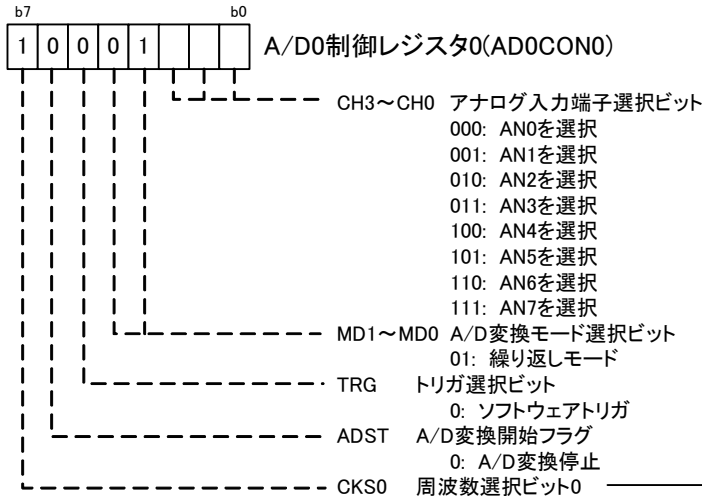 b7 b0
1 0 0 0 1 A/D0制御レジスタ0(AD0CON0)
CH3~CH0 アナログ入力端子選択ビット
000: AN0を選択
001: AN1を選択
010: AN2を選択
011: AN3を選択
100: AN4を選択
101: AN5を選択
110: AN6を選択
111: AN7を選択
MD1~MD0 A/D変換モード選択ビット
01: 繰り返しモード
TRG トリガ選択ビット
0: ソフトウェアトリガ
ADST A/D変換開始フラグ
0: A/D変換停止
CKS0 周波数選択ビット0